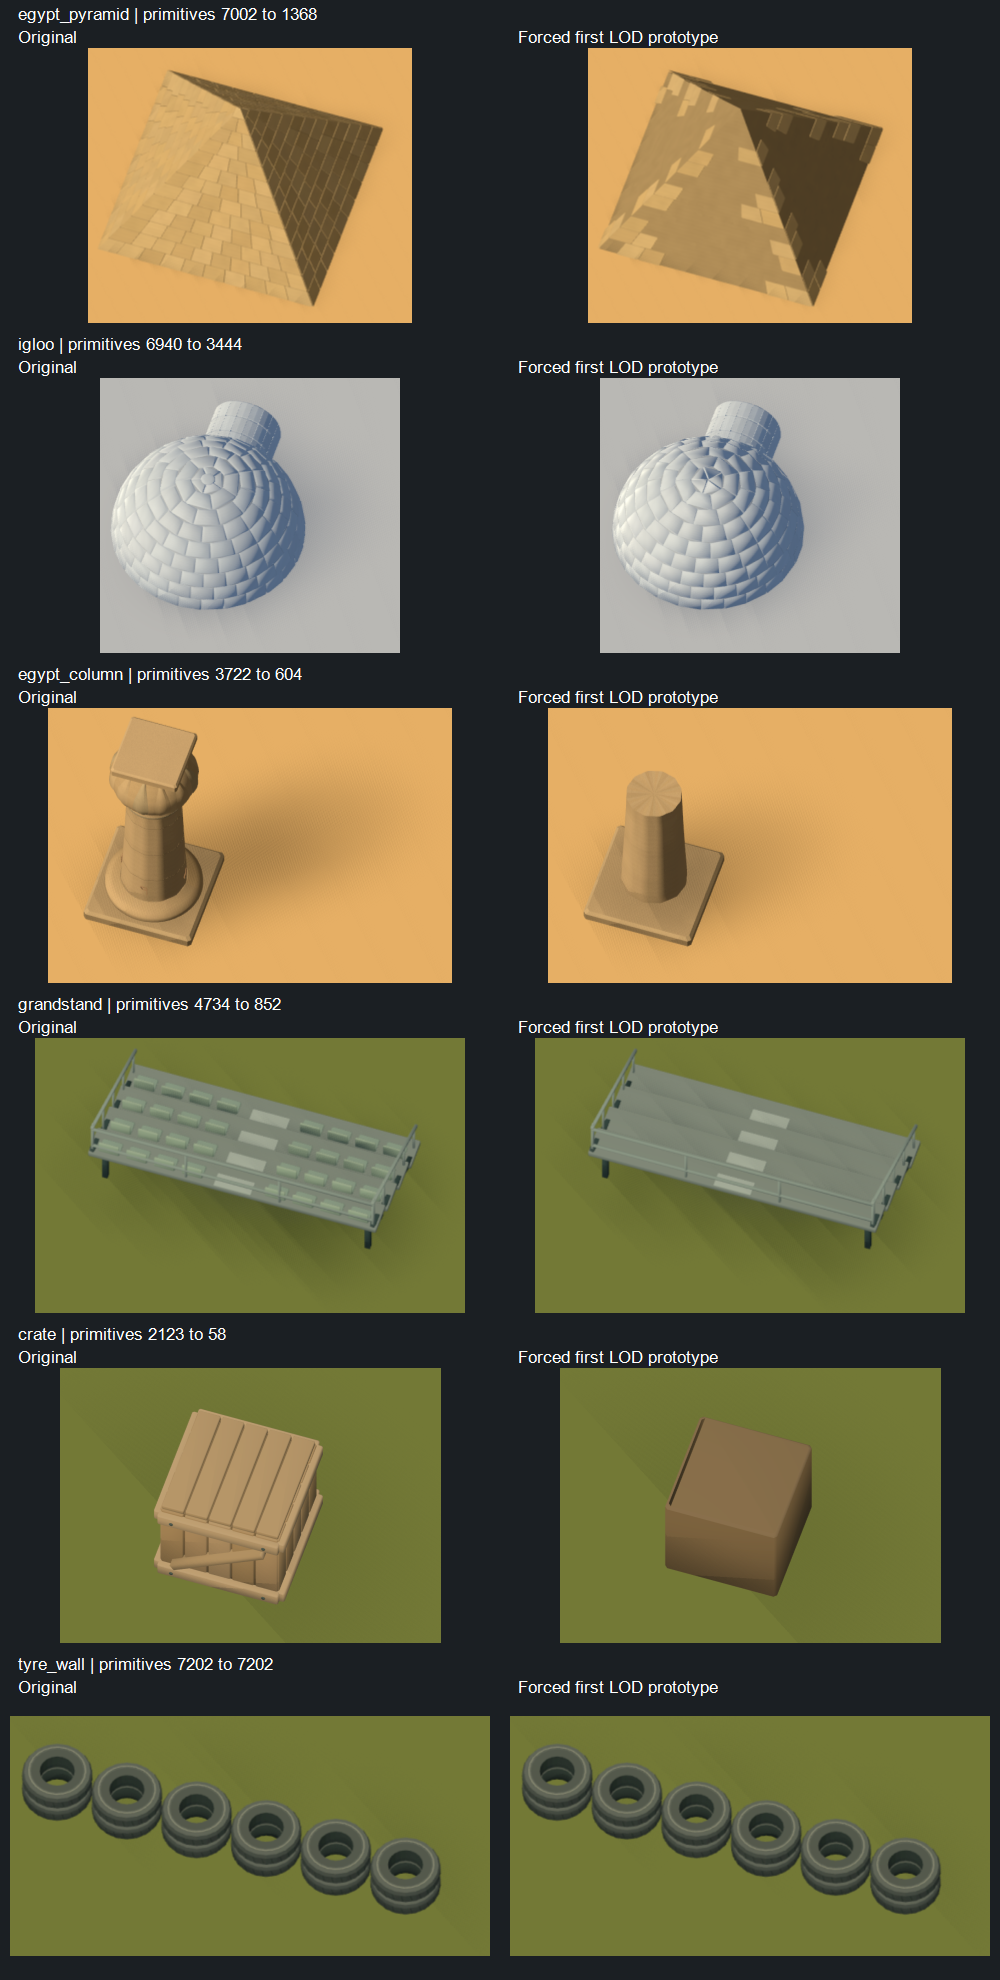 egypt_pyramid | primitives 7002 to 1368
Original
Forced first LOD prototype
igloo | primitives 6940 to 3444
Original
Forced first LOD prototype
egypt_column | primitives 3722 to 604
Original
Forced first LOD prototype
grandstand | primitives 4734 to 852
Original
Forced first LOD prototype
crate | primitives 2123 to 58
Original
Forced first LOD prototype
tyre_wall | primitives 7202 to 7202
Original
Forced first LOD prototype